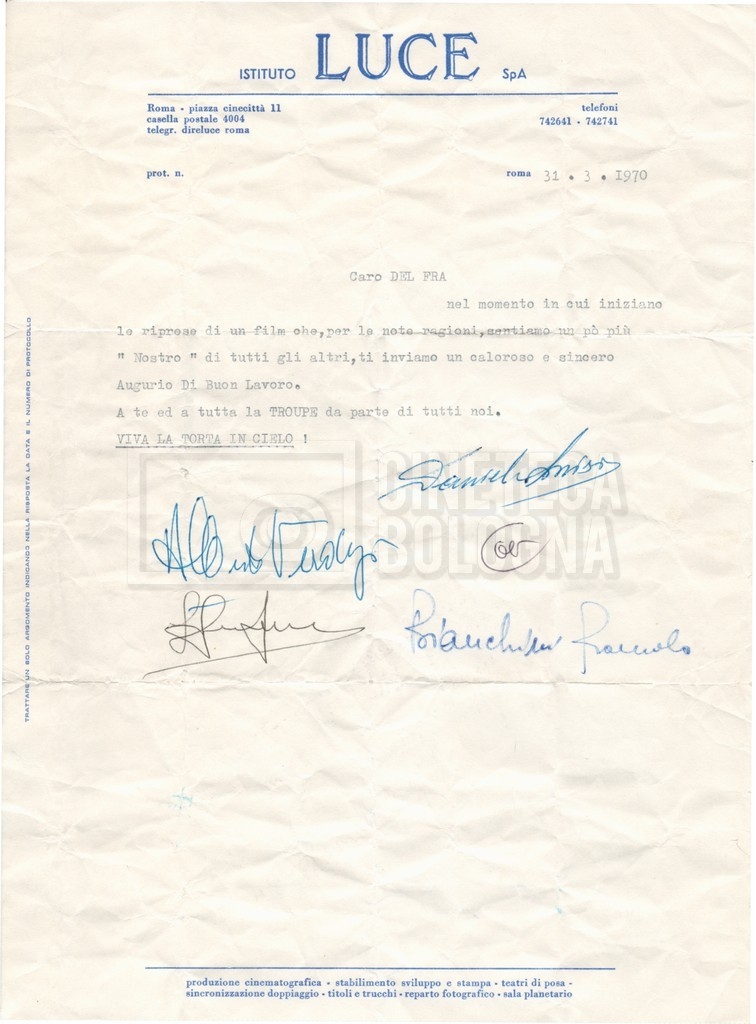 ISTITUTO LUCE SpA
Roma - piazza cinecittà 11
casella postale 4004
telegr. direluce roma
telefoni
742641 - 742741
prot. n.
roma 31 . 3 . 1970
Caro DEL FRA
nel momento in cui iniziano
le riprese di un film che,per le note ragioni,sentiamo un pò più
" Nostro " di tutti gli altri,ti inviamo un caloroso e sincero
Augurio Di Buon Lavoro.
A te ed a tutta la TROUPE da parte di tutti noi.
VIVA LA TORTA IN CIELO !
CINETECA
BOLOGNA
Bianchini
TRATTARE UN SOLO ARGOMENTO INDICANDO NELLA RISPOSTA LA DATA E IL NUMERO DI PROTOCOLLO
produzione cinematografica - stabilimento sviluppo e stampa - teatri di posa -
sincronizzazione doppiaggio - titoli e trucchi - reparto fotografico - sala planetario